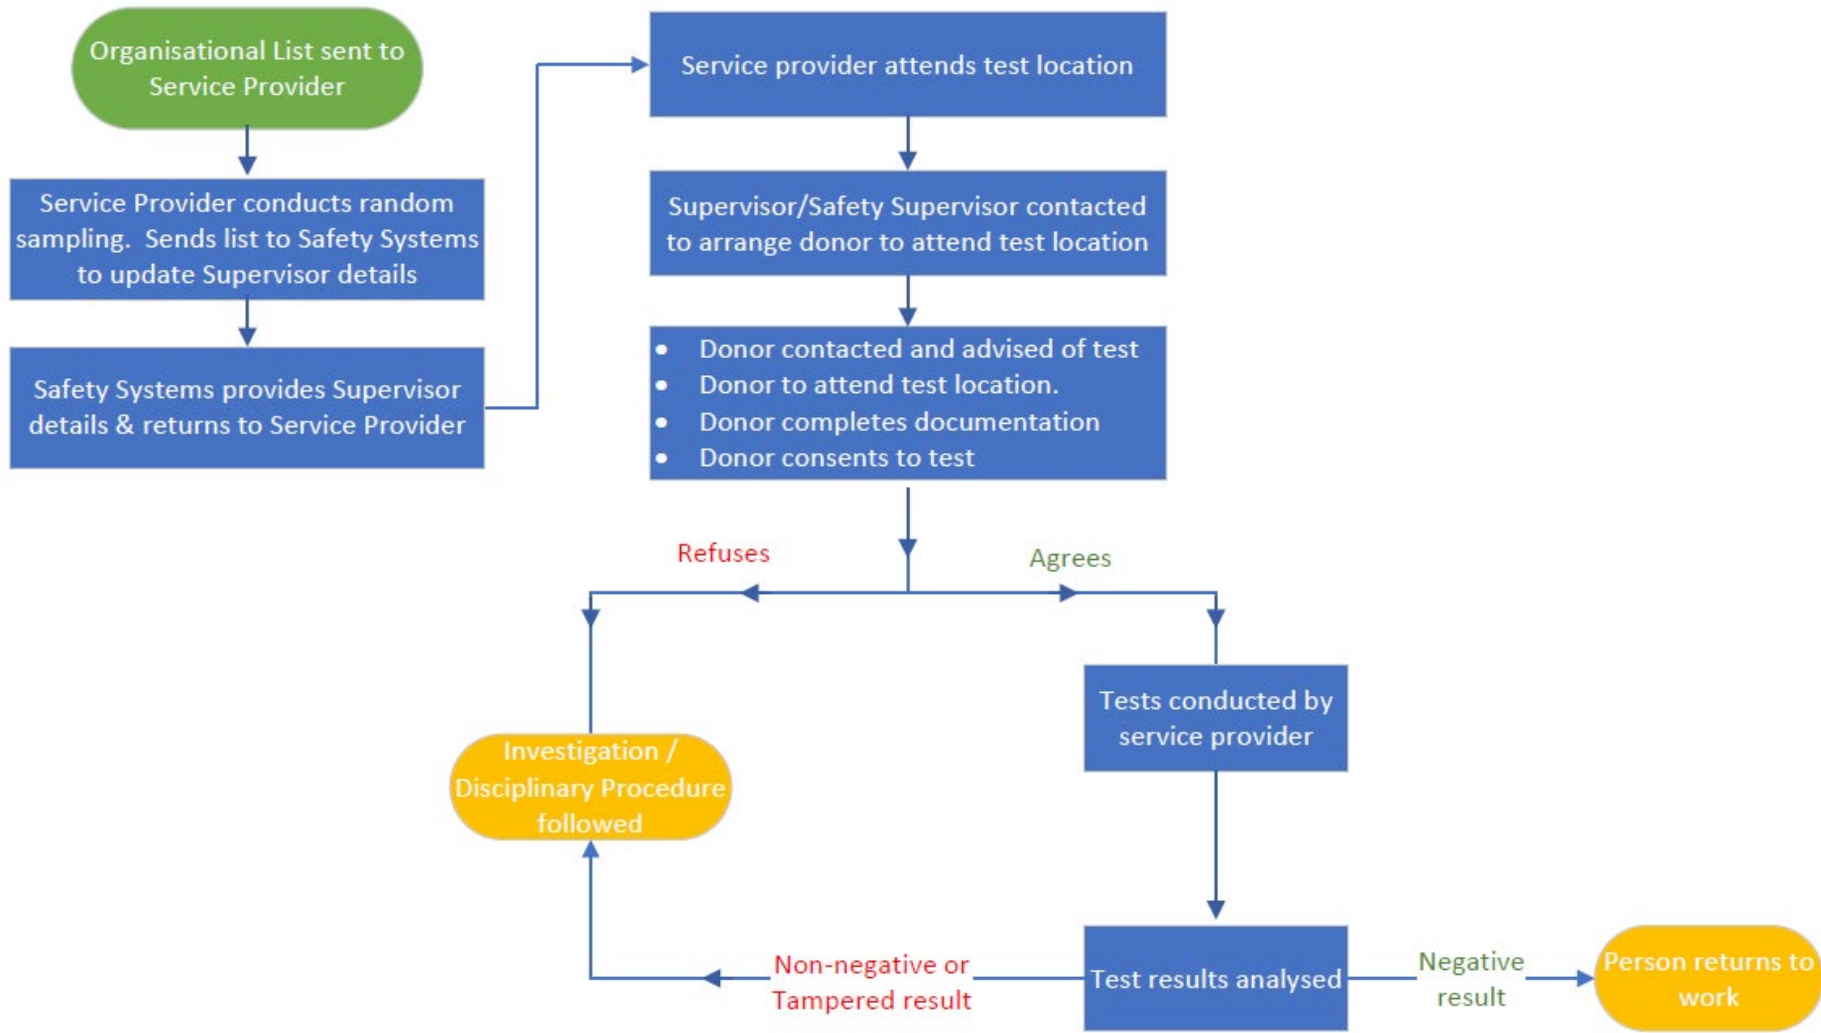 Organisational List sent to
Service Provider
Service Provider conducts random
sampling.  Sends list to Safety Systems
to update Supervisor details
Safety Systems provides Supervisor
details & returns to Service Provider
Service provider attends test location
Supervisor/Safety Supervisor contacted
to arrange donor to attend test location
• Donor contacted and advised of test
• Donor to attend test location.
• Donor completes documentation
• Donor consents to test
Refuses
Agrees
Investigation /
Disciplinary Procedure
followed
Tests conducted by
service provider
Non-negative or
Tampered result
Test results analysed
Negative
result
Person returns to
work